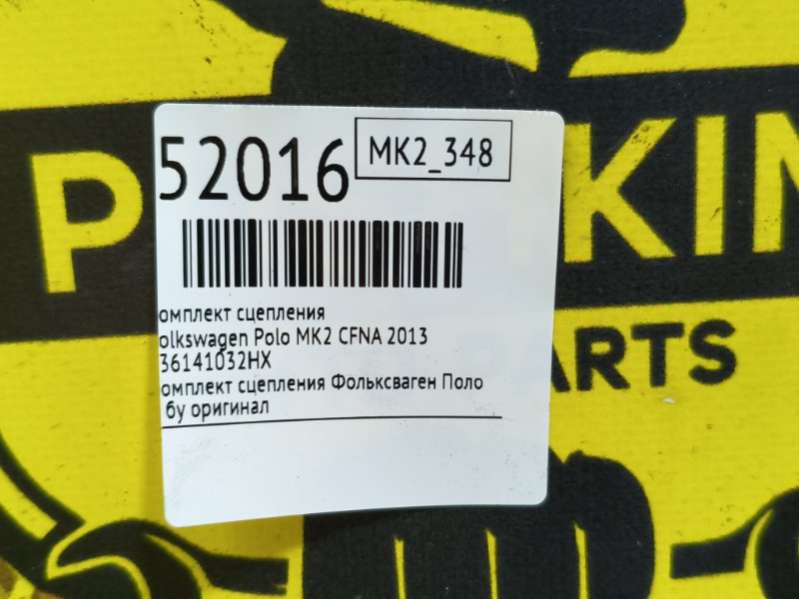 52016
MK2_348
омплект сцепления
olkswagen Polo MK2 CFNA 2013
36141032HX
омплект сцепления Фольксваген Поло
бу оригинал
P KIN
ARTS